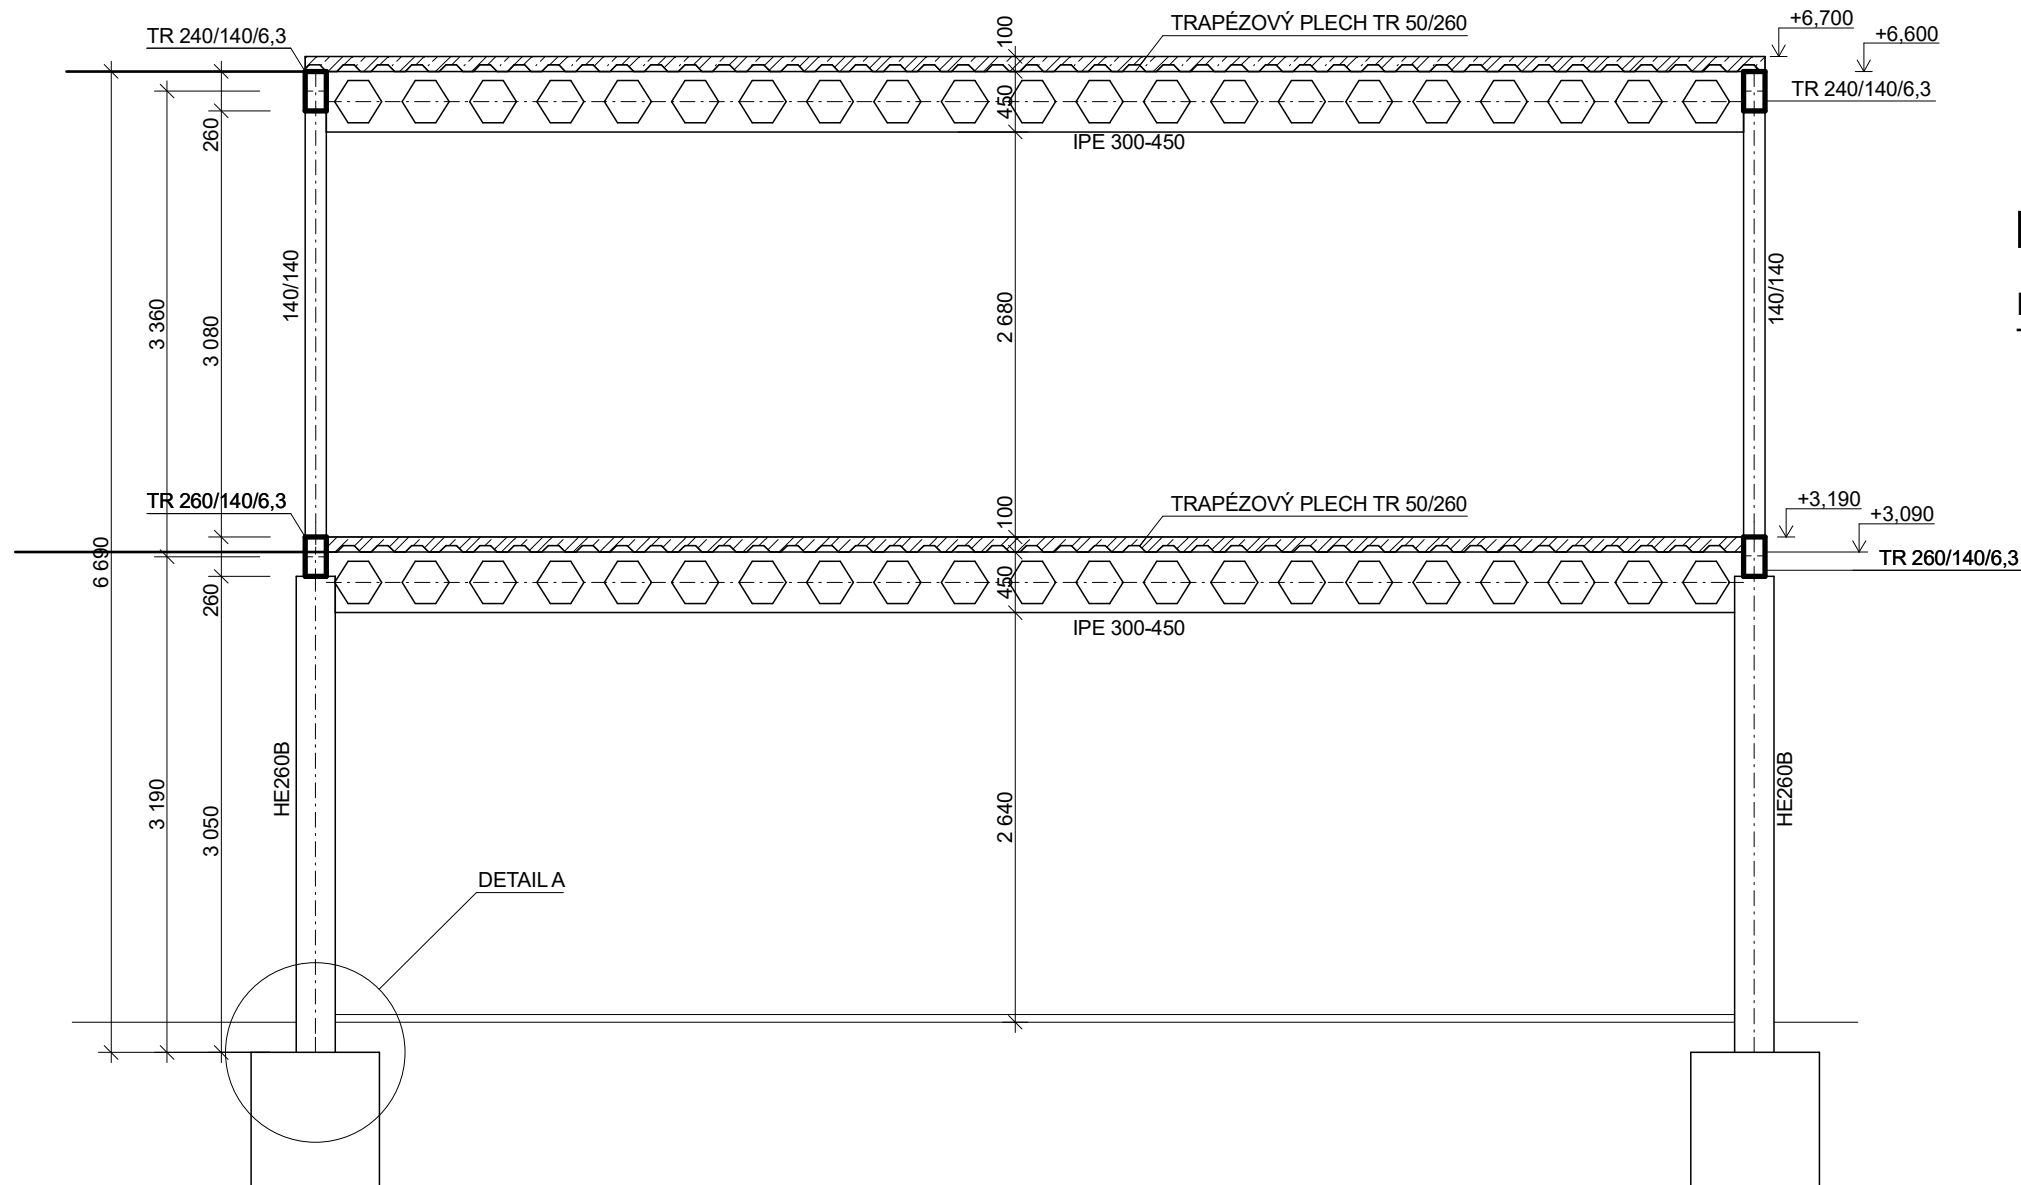 100
TRAPÉZOVÝ PLECH TR 50/260
+6,700
TR 240/140/6,3
+6,600
450
TR 240/140/6,3
260
IPE 300-450
140/140
3 360
3 080
2 680
140/140
TR 260/140/6,3
100
TRAPÉZOVÝ PLECH TR 50/260
+3,190
+3,090
6 690
260
450
TR 260/140/6,3
IPE 300-450
HE260B
3 190
3 050
2 640
HE260B
DETAIL A